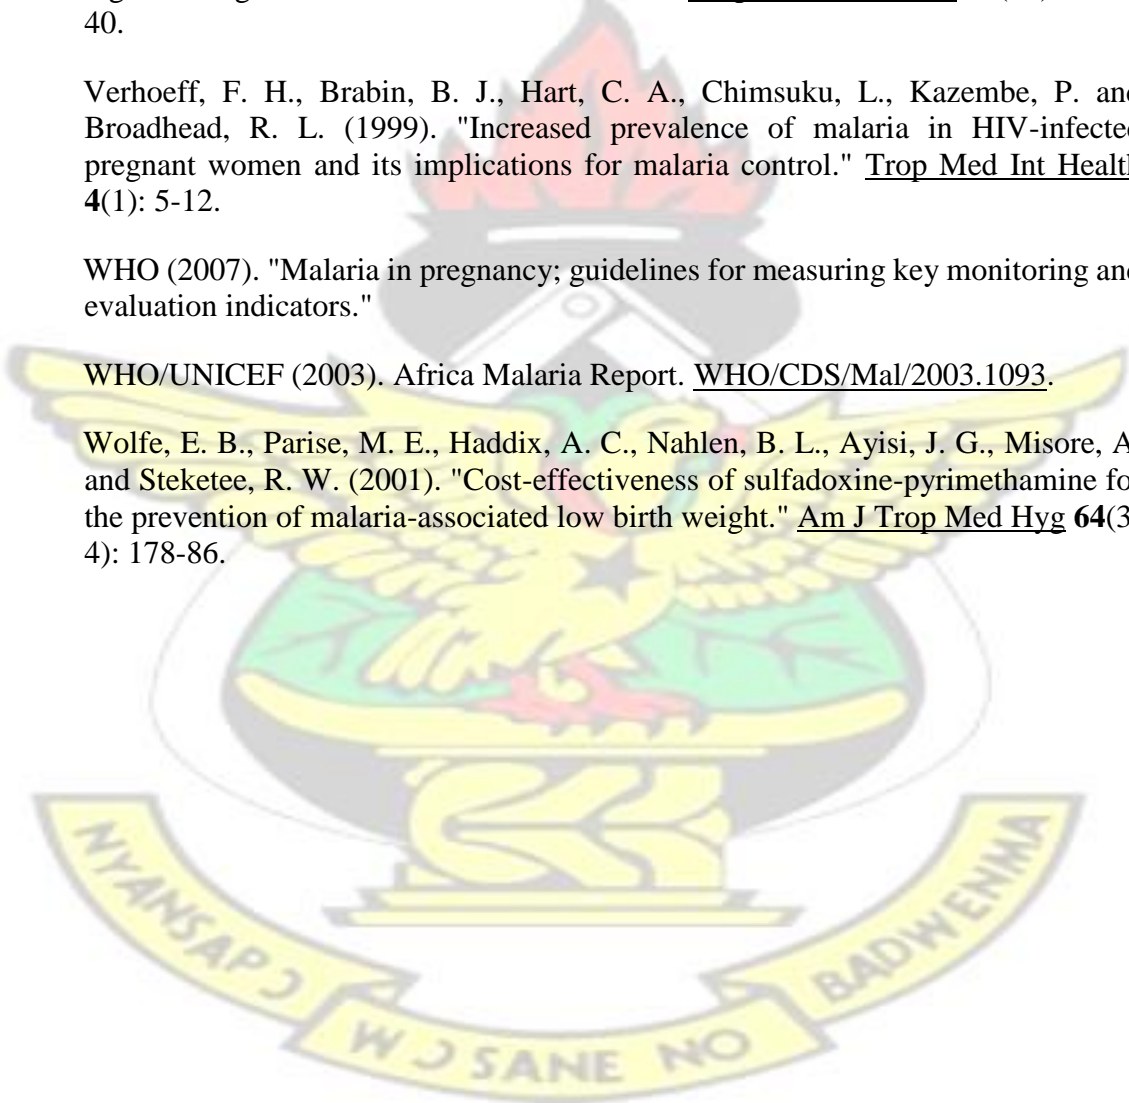 40.
Verhoeff, F. H., Brabin, B. J., Hart, C. A., Chimsuku, L., Kazembe, P. and
Broadhead, R. L. (1999). "Increased prevalence of malaria in HIV-infected
pregnant women and its implications for malaria control." Trop Med Int Health
4(1): 5-12.
WHO (2007). "Malaria in pregnancy; guidelines for measuring key monitoring and
evaluation indicators."
WHO/UNICEF (2003). Africa Malaria Report. WHO/CDS/Mal/2003.1093.
Wolfe, E. B., Parise, M. E., Haddix, A. C., Nahlen, B. L., Ayisi, J. G., Misore, A.
and Steketee, R. W. (2001). "Cost-effectiveness of sulfadoxine-pyrimethamine for
the prevention of malaria-associated low birth weight." Am J Trop Med Hyg 64(3-
4): 178-86.
NYANSAPƆ
WƆSANE NO
BADWENMA